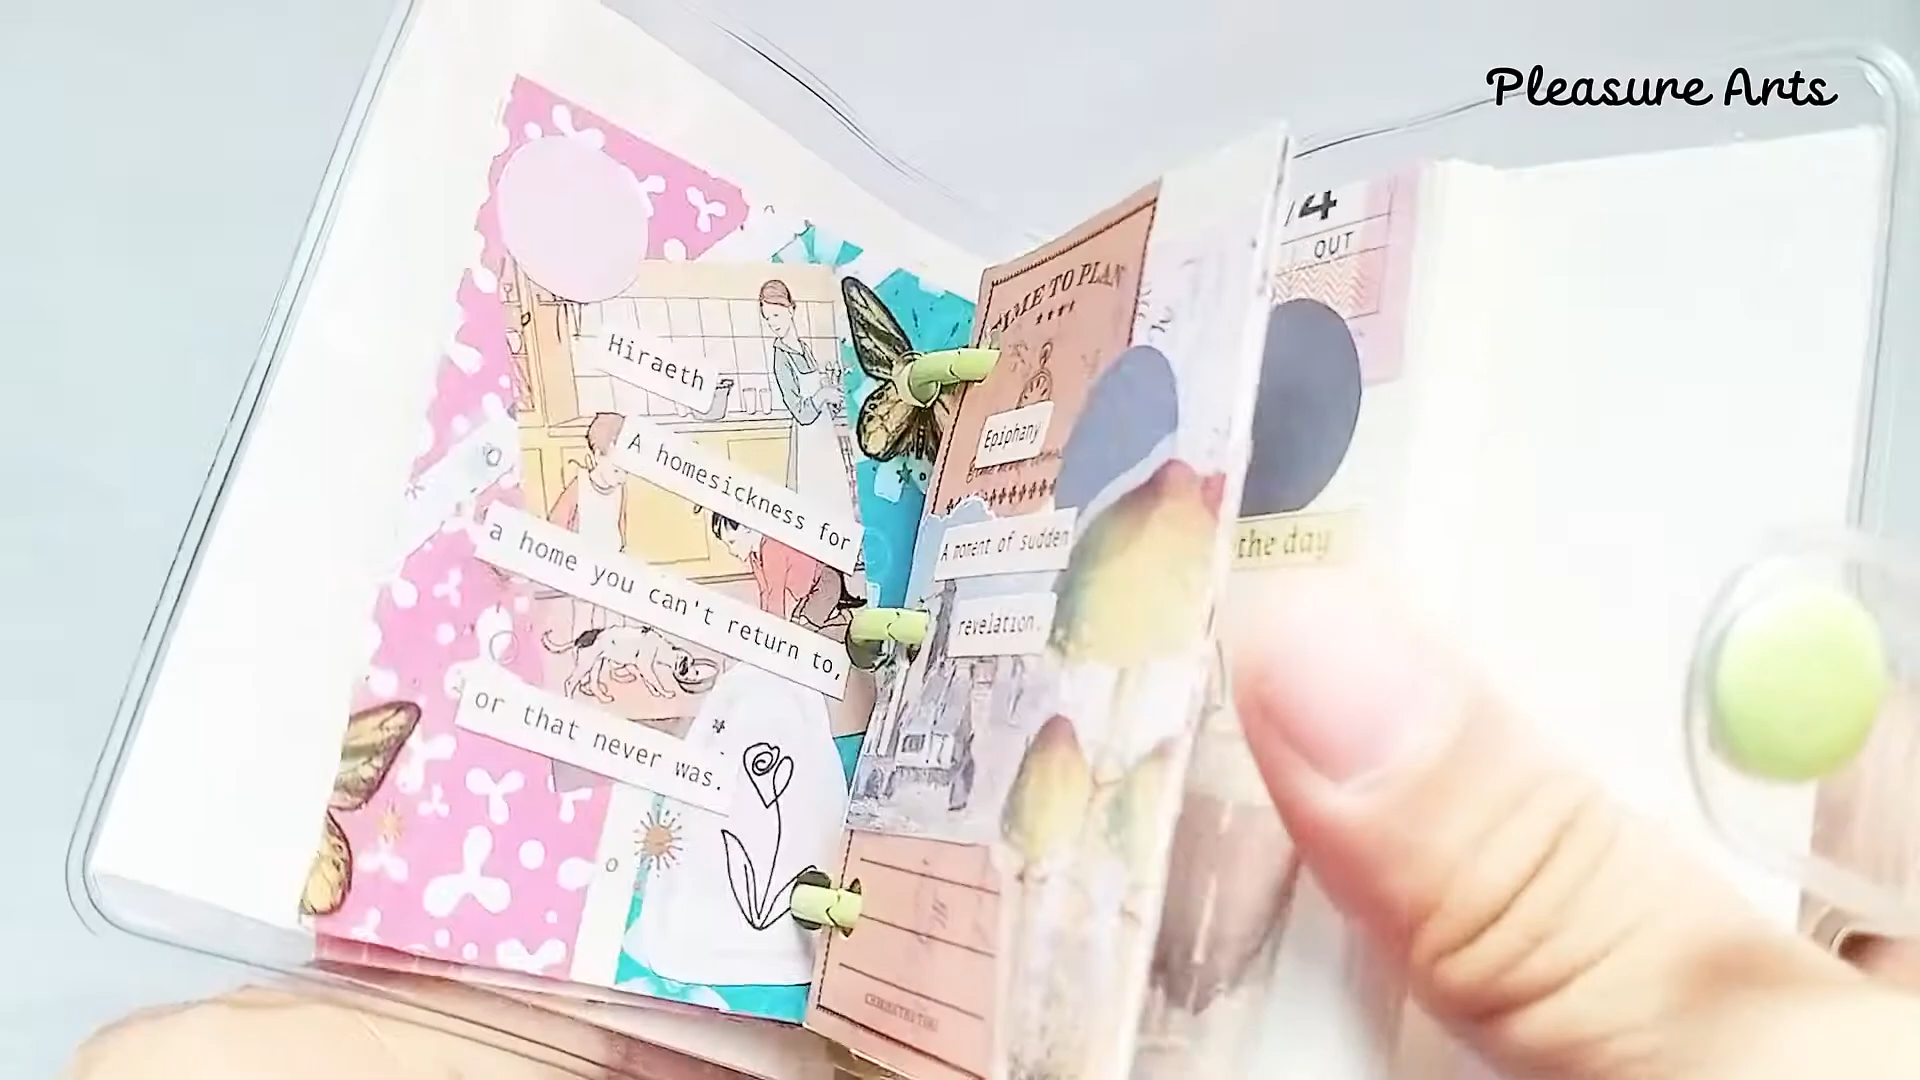 Pleasure Arts
Hiraeth
A homesickness for
a home you can't return to,
or that never was.
TIME TO PLAN
Epiphany
A moment of sudden
revelation.
/4
OUT
the day